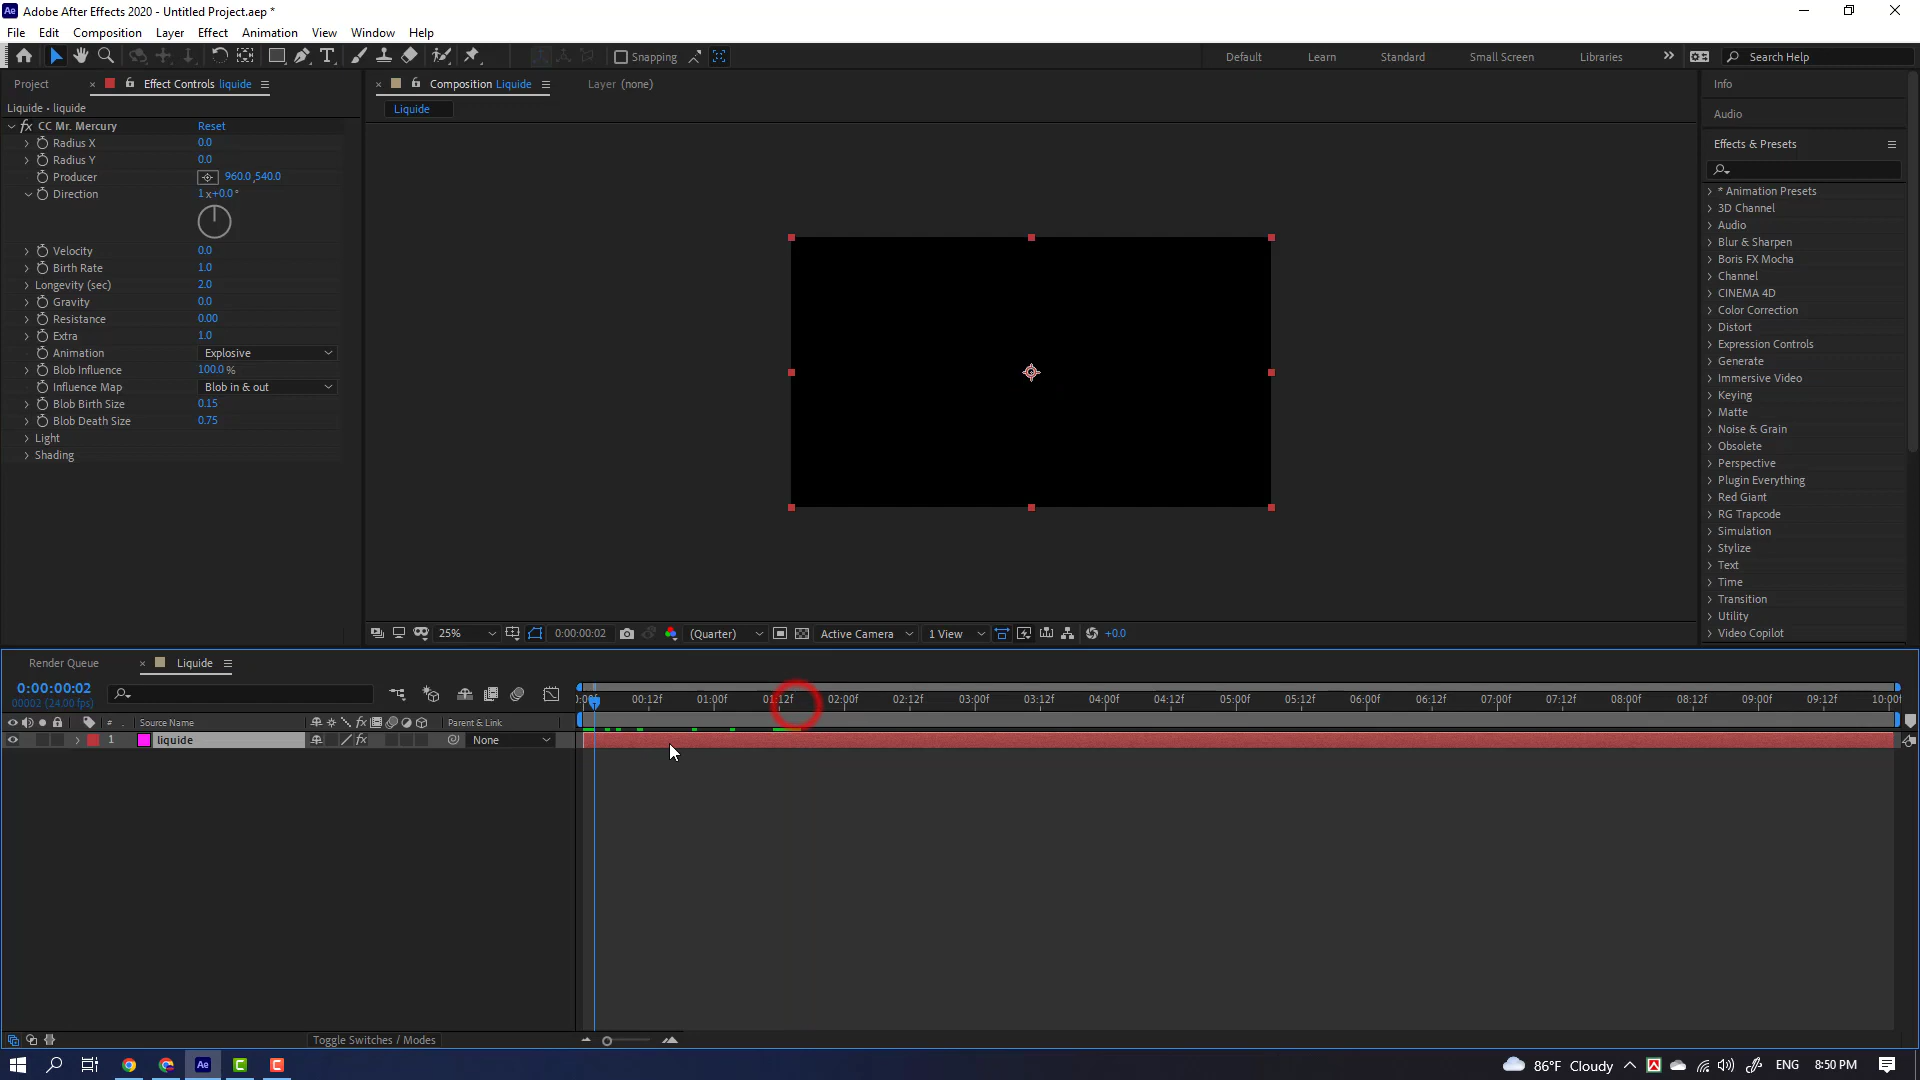 Adobe After Effects 2020 - Untitled Project.aep *
File Edit Composition Layer Effect Animation View Window Help
Snapping Default Learn Standard Small Screen Libraries Search Help
Project Effect Controls liquide Composition Liquide Layer (none) Info
Liquide • liquide
Liquide
Audio
CC Mr. Mercury Reset
Radius X 0.0
Radius Y 0.0
Producer 960.0,540.0
Direction 1x+0.0°
Velocity 0.0
Birth Rate 1.0
Longevity (sec) 2.0
Gravity 0.0
Resistance 0.00
Extra 1.0
Animation Explosive
Blob Influence 100.0 %
Influence Map Blob in & out
Blob Birth Size 0.15
Blob Death Size 0.75
Light
Shading
Effects & Presets
* Animation Presets
3D Channel
Audio
Blur & Sharpen
Boris FX Mocha
Channel
CINEMA 4D
Color Correction
Distort
Expression Controls
Generate
Immersive Video
Keying
Matte
Noise & Grain
Obsolete
Perspective
Plugin Everything
Red Giant
RG Trapcode
Simulation
Stylize
Text
Time
Transition
Utility
Video Copilot
25% 0:00:00:02 (Quarter) Active Camera 1 View +0.0
Render Queue Liquide
0:00:00:02
00002 (24.00 fps)
00:12f 01:00f 01:12f 02:00f 02:12f 03:00f 03:12f 04:00f 04:12f 05:00f 05:12f 06:00f 06:12f 07:00f 07:12f 08:00f 08:12f 09:00f 09:12f 10:00f
# Source Name Parent & Link
1 liquide None
Toggle Switches / Modes
Ae 86°F Cloudy ENG 8:50 PM